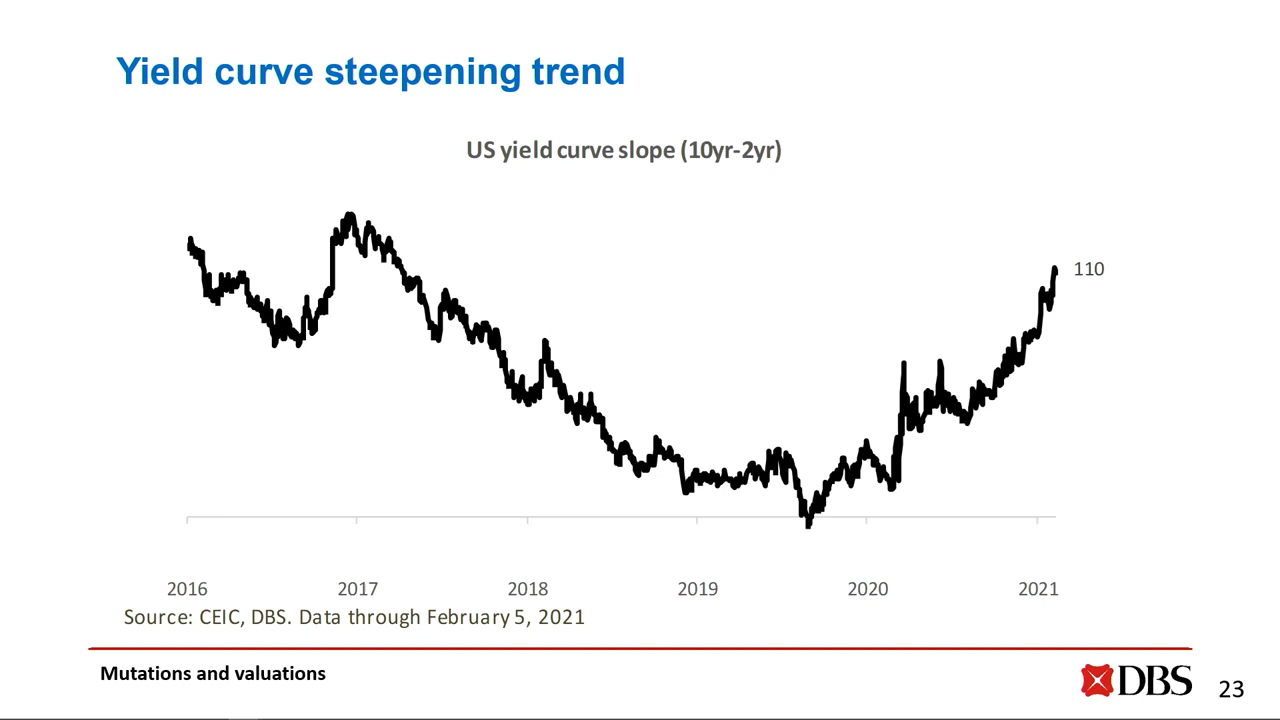 Yield curve steepening trend
US yield curve slope (10yr-2yr)
110
2016 2017 2018 2019 2020 2021
Source: CEIC, DBS. Data through February 5, 2021
Mutations and valuations
DBS
23